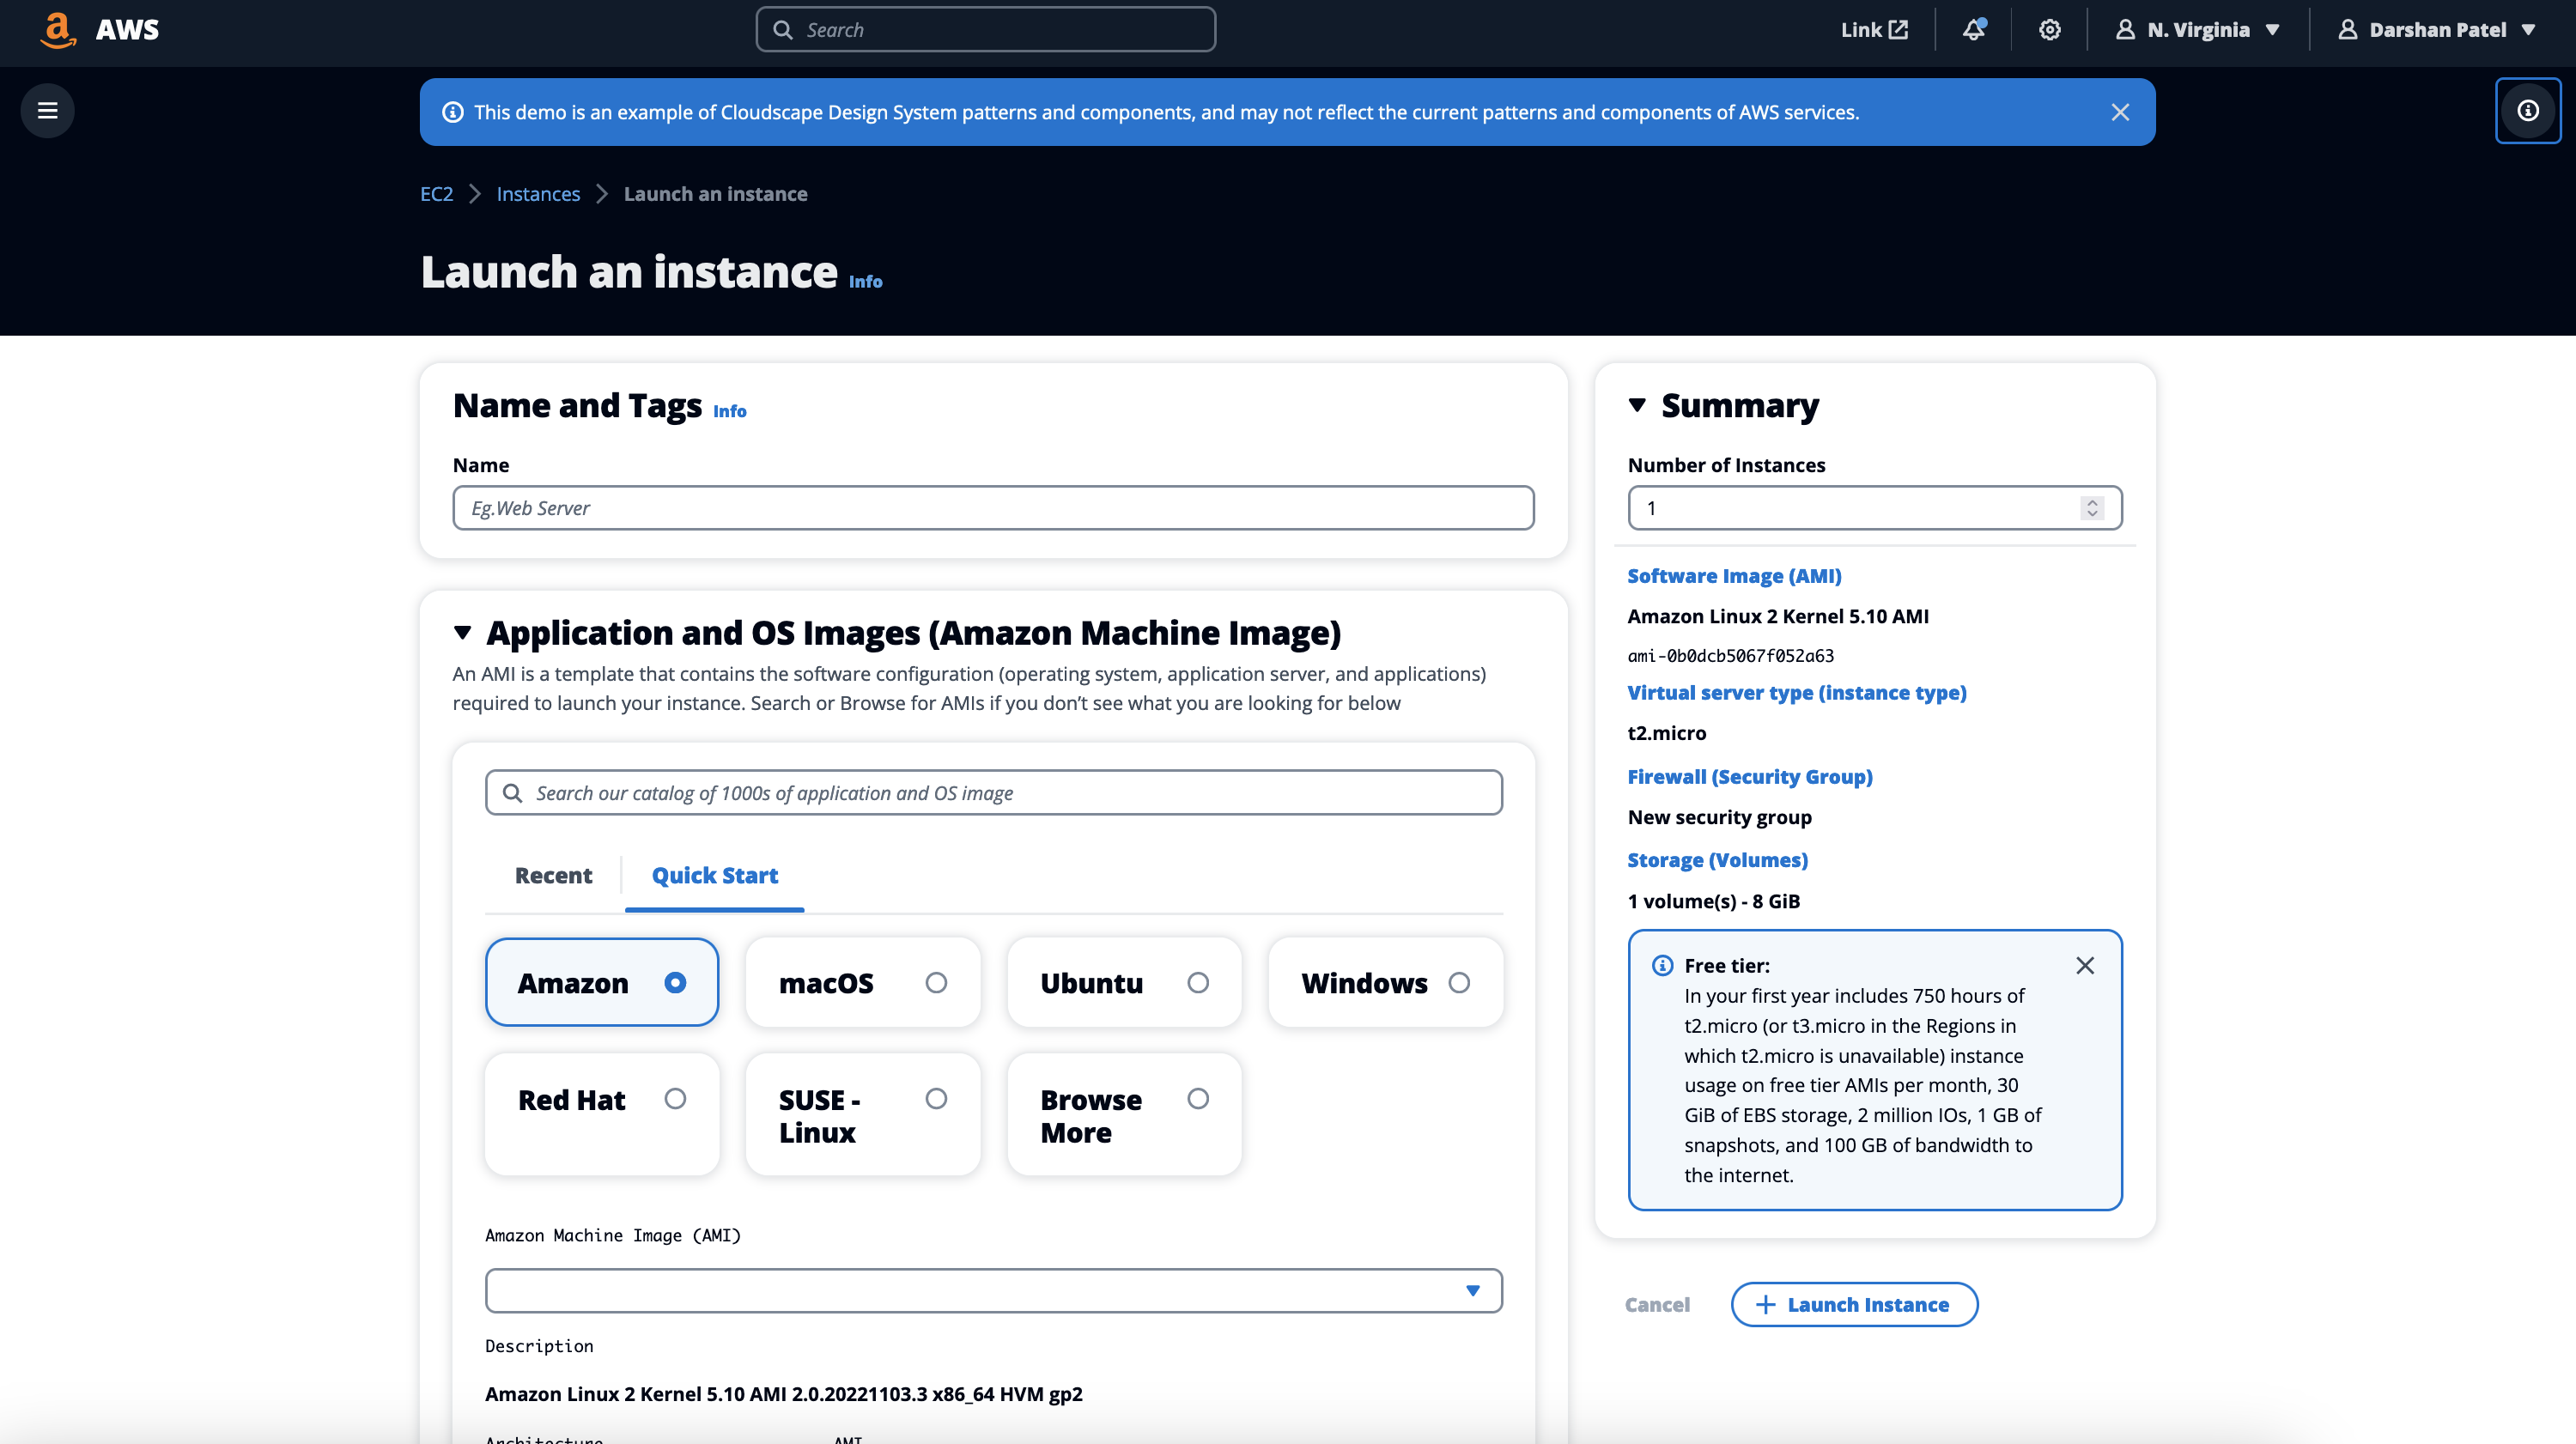 AWS
Search
Link
N. Virginia
Darshan Patel
This demo is an example of Cloudscape Design System patterns and components, and may not reflect the current patterns and components of AWS services.
EC2 Instances Launch an instance
Launch an instance Info
Name and Tags Info
Name
Eg.Web Server
Application and OS Images (Amazon Machine Image)
An AMI is a template that contains the software configuration (operating system, application server, and applications)
required to launch your instance. Search or Browse for AMIs if you don’t see what you are looking for below
Search our catalog of 1000s of application and OS image
Recent
Quick Start
Amazon
macOS
Ubuntu
Windows
Red Hat
SUSE -
Linux
Browse
More
Amazon Machine Image (AMI)
Description
Amazon Linux 2 Kernel 5.10 AMI 2.0.20221103.3 x86_64 HVM gp2
Architecture
AMI
Summary
Number of Instances
1
Software Image (AMI)
Amazon Linux 2 Kernel 5.10 AMI
ami-0b0dcb5067f052a63
Virtual server type (instance type)
t2.micro
Firewall (Security Group)
New security group
Storage (Volumes)
1 volume(s) - 8 GiB
Free tier:
In your first year includes 750 hours of
t2.micro (or t3.micro in the Regions in
which t2.micro is unavailable) instance
usage on free tier AMIs per month, 30
GiB of EBS storage, 2 million IOs, 1 GB of
snapshots, and 100 GB of bandwidth to
the internet.
Cancel
Launch Instance